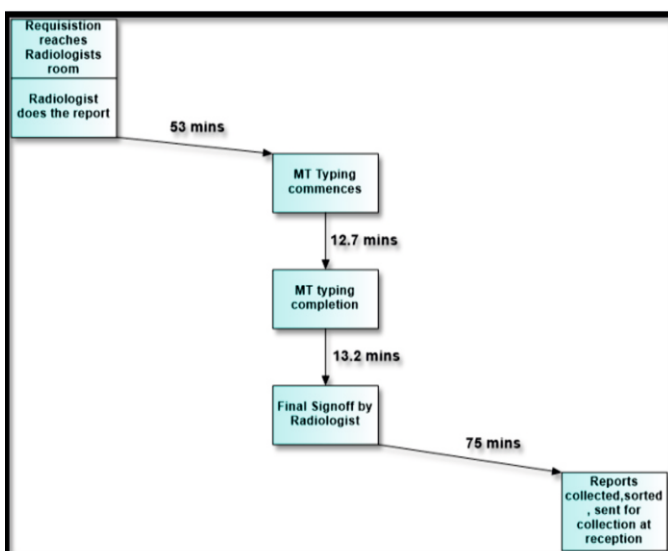 Requisistion
reaches
Radiologists
room
Radiologist
does the report
53 mins
MT Typing
commences
12.7 mins
MT typing
completion
13.2 mins
Final Signoff by
Radiologist
75 mins
Reports
collected,sorted
, sent for
collection at
reception